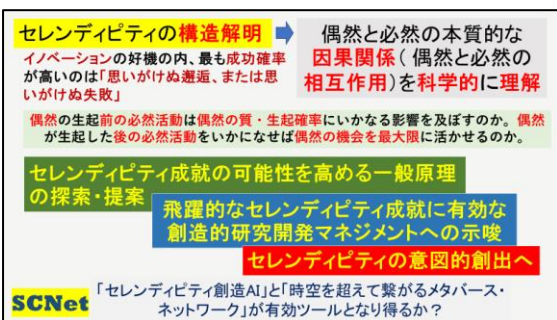 セレンディピティの構造解明
イノベーションの好機の内、最も成功確率
が高いのは「思いがけぬ邂逅、または思
いがけぬ失敗」
偶然と必然の本質的な
因果関係(偶然と必然の
相互作用)を科学的に理解
偶然の生起前の必然活動は偶然の質・生起確率にいかなる影響を及ぼすのか。偶然
が生起した後の必然活動をいかになせば偶然の機会を最大限に活かせるのか。
セレンディピティ成就の可能性を高める一般原理
の探索・提案
飛躍的なセレンディピティ成就に有効な
創造的研究開発マネジメントへの示唆
セレンディピティの意図的創出へ
SCNet
「セレンディピティ創造AI」と「時空を超えて繋がるメタバース・
ネットワーク」が有効ツールとなり得るか？